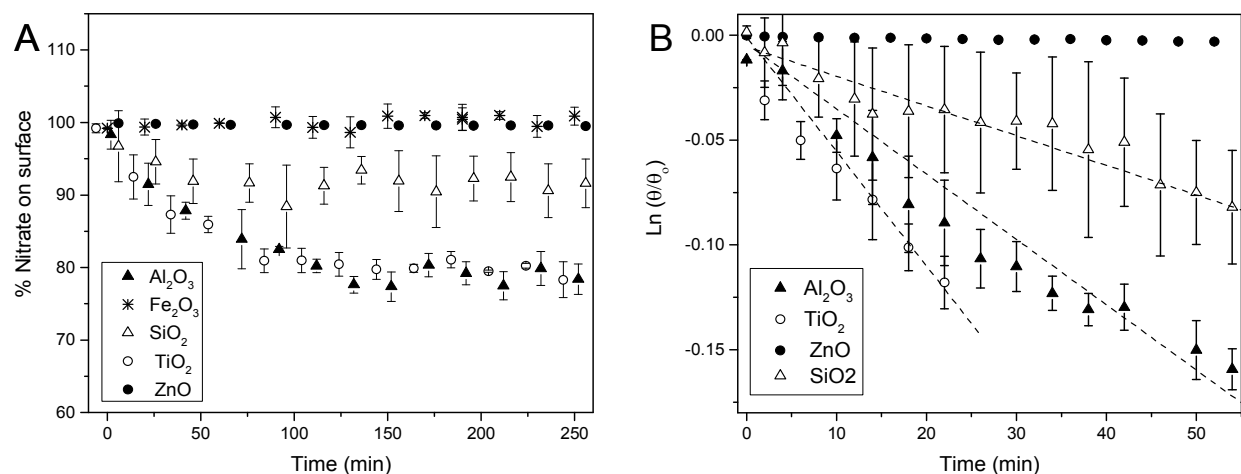 A
% Nitrate on surface
110
100
90
80
70
60
Al₂O₃
Fe₂O₃
SiO₂
TiO₂
ZnO
0 50 100 150 200 250
Time (min)
B
Ln (θ/θₒ)
0.00
-0.05
-0.10
-0.15
Al₂O₃
TiO₂
ZnO
SiO2
0 10 20 30 40 50
Time (min)